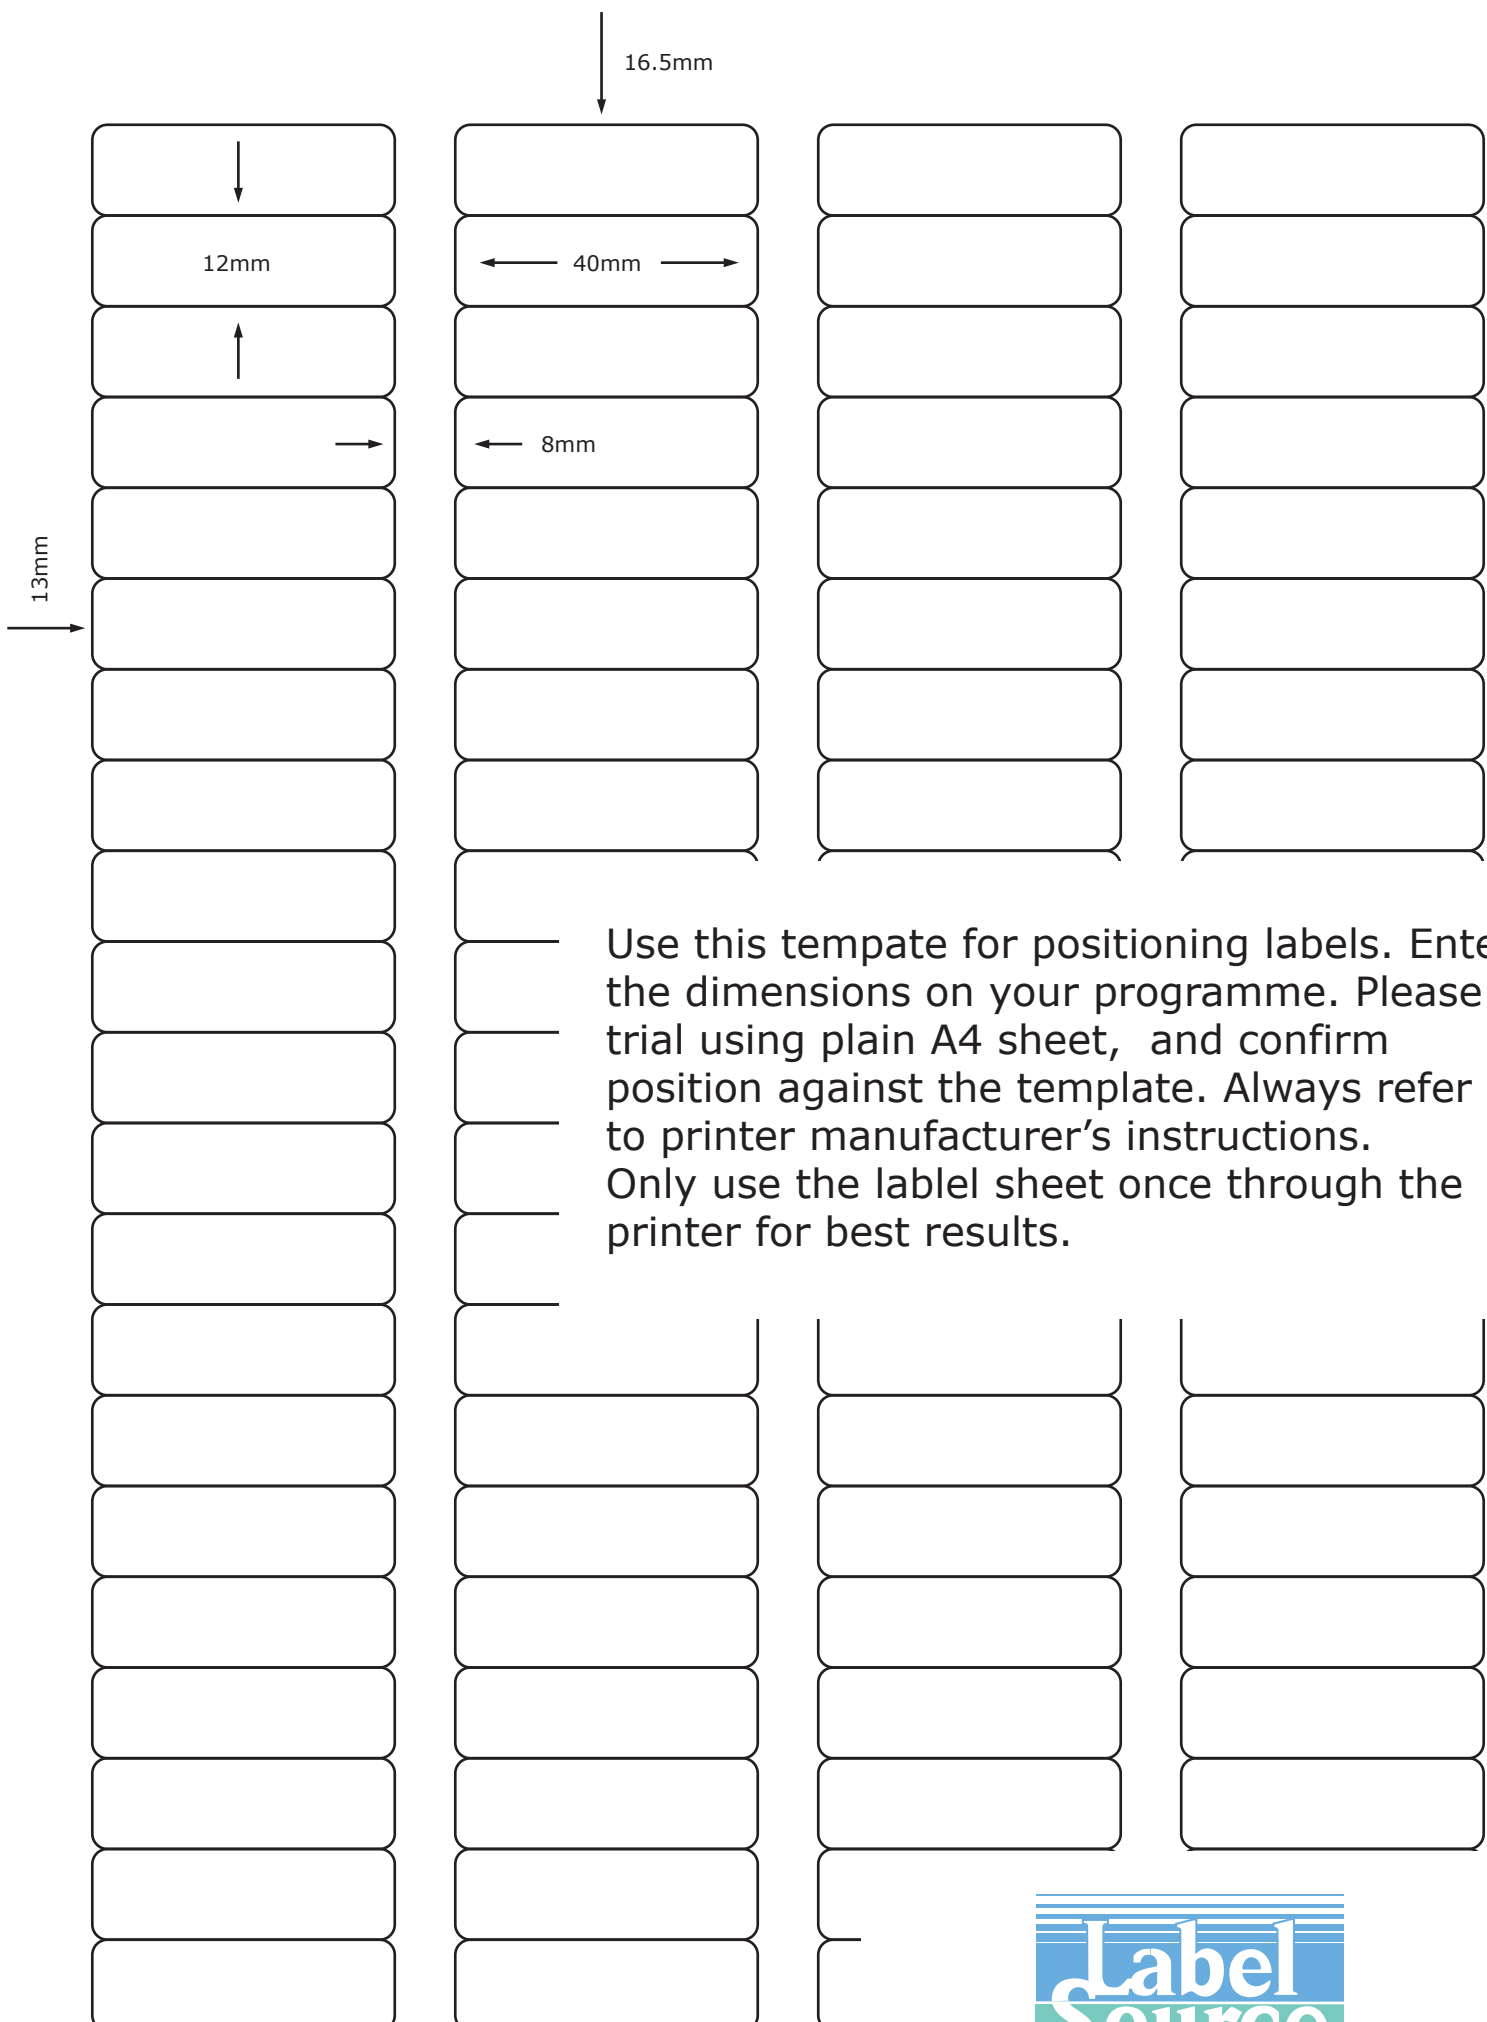 16.5mm
12mm
40mm
8mm
13mm
Use this tempate for positioning labels. Ente
the dimensions on your programme. Please
trial using plain A4 sheet,  and confirm
position against the template. Always refer
to printer manufacturer’s instructions.
Only use the lablel sheet once through the
printer for best results.
Label
Source